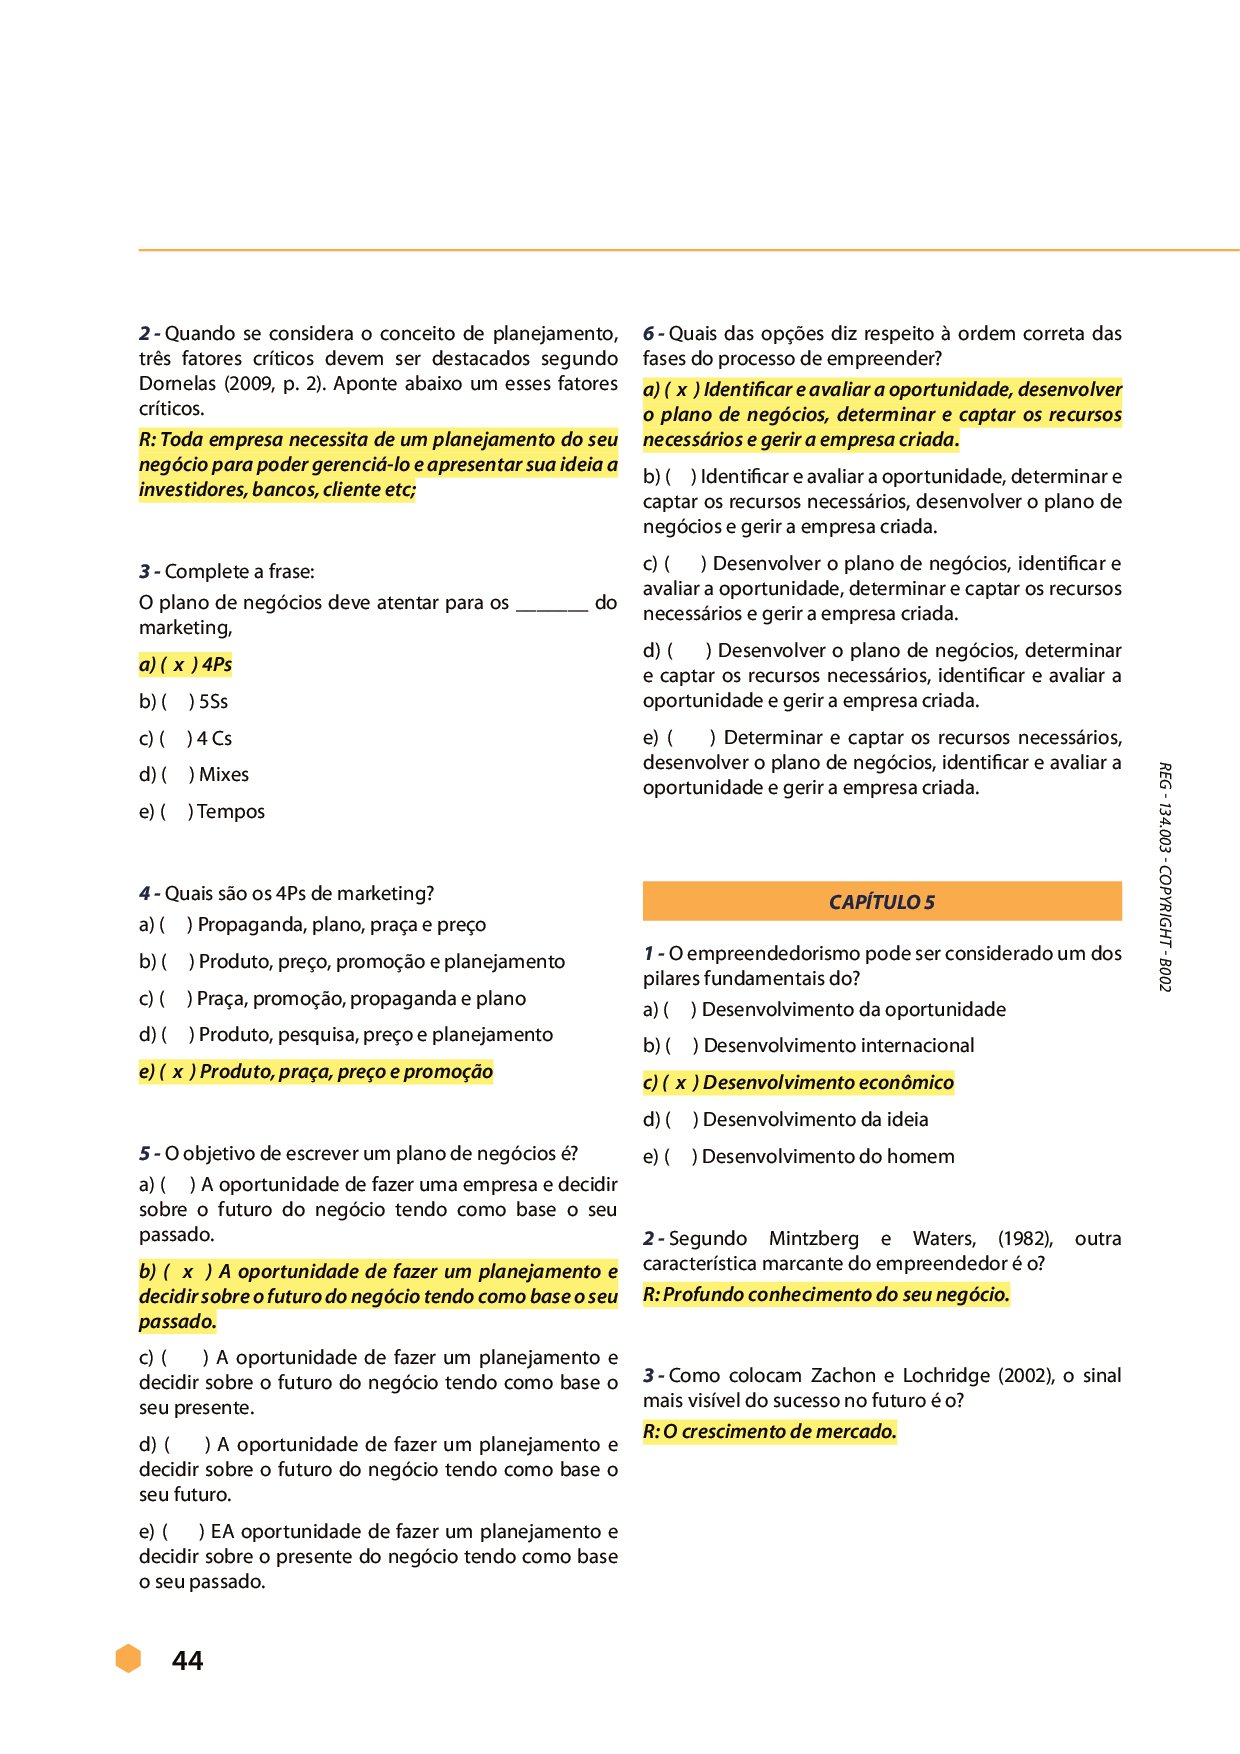 2 - Quando se considera o conceito de planejamento,
três fatores críticos devem ser destacados segundo
Dornelas (2009, p. 2). Aponte abaixo um esses fatores
críticos.
R: Toda empresa necessita de um planejamento do seu
negócio para poder gerenciá-lo e apresentar sua ideia a
investidores, bancos, cliente etc;
3 - Complete a frase:
O plano de negócios deve atentar para os _______ do
marketing,
a) ( x ) 4Ps
b) ( ) 5Ss
c) ( ) 4 Cs
d) ( ) Mixes
e) ( ) Tempos
4 - Quais são os 4Ps de marketing?
a) ( ) Propaganda, plano, praça e preço
b) ( ) Produto, preço, promoção e planejamento
c) ( ) Praça, promoção, propaganda e plano
d) ( ) Produto, pesquisa, preço e planejamento
e) ( x ) Produto, praça, preço e promoção
5 - O objetivo de escrever um plano de negócios é?
a) ( ) A oportunidade de fazer uma empresa e decidir
sobre o futuro do negócio tendo como base o seu
passado.
b) ( x ) A oportunidade de fazer um planejamento e
decidir sobre o futuro do negócio tendo como base o seu
passado.
c) ( ) A oportunidade de fazer um planejamento e
decidir sobre o futuro do negócio tendo como base o
seu presente.
d) ( ) A oportunidade de fazer um planejamento e
decidir sobre o futuro do negócio tendo como base o
seu futuro.
e) ( ) EA oportunidade de fazer um planejamento e
decidir sobre o presente do negócio tendo como base
o seu passado.
6 - Quais das opções diz respeito à ordem correta das
fases do processo de empreender?
a) ( x ) Identificar e avaliar a oportunidade, desenvolver
o plano de negócios, determinar e captar os recursos
necessários e gerir a empresa criada.
b) ( ) Identificar e avaliar a oportunidade, determinar e
captar os recursos necessários, desenvolver o plano de
negócios e gerir a empresa criada.
c) ( ) Desenvolver o plano de negócios, identificar e
avaliar a oportunidade, determinar e captar os recursos
necessários e gerir a empresa criada.
d) ( ) Desenvolver o plano de negócios, determinar
e captar os recursos necessários, identificar e avaliar a
oportunidade e gerir a empresa criada.
e) ( ) Determinar e captar os recursos necessários,
desenvolver o plano de negócios, identificar e avaliar a
oportunidade e gerir a empresa criada.
CAPÍTULO 5
1 - O empreendedorismo pode ser considerado um dos
pilares fundamentais do?
a) ( ) Desenvolvimento da oportunidade
b) ( ) Desenvolvimento internacional
c) ( x ) Desenvolvimento econômico
d) ( ) Desenvolvimento da ideia
e) ( ) Desenvolvimento do homem
2 - Segundo Mintzberg e Waters, (1982), outra
característica marcante do empreendedor é o?
R: Profundo conhecimento do seu negócio.
3 - Como colocam Zachon e Lochridge (2002), o sinal
mais visível do sucesso no futuro é o?
R: O crescimento de mercado.
REG - 134.003 - COPYRIGHT - B002
44